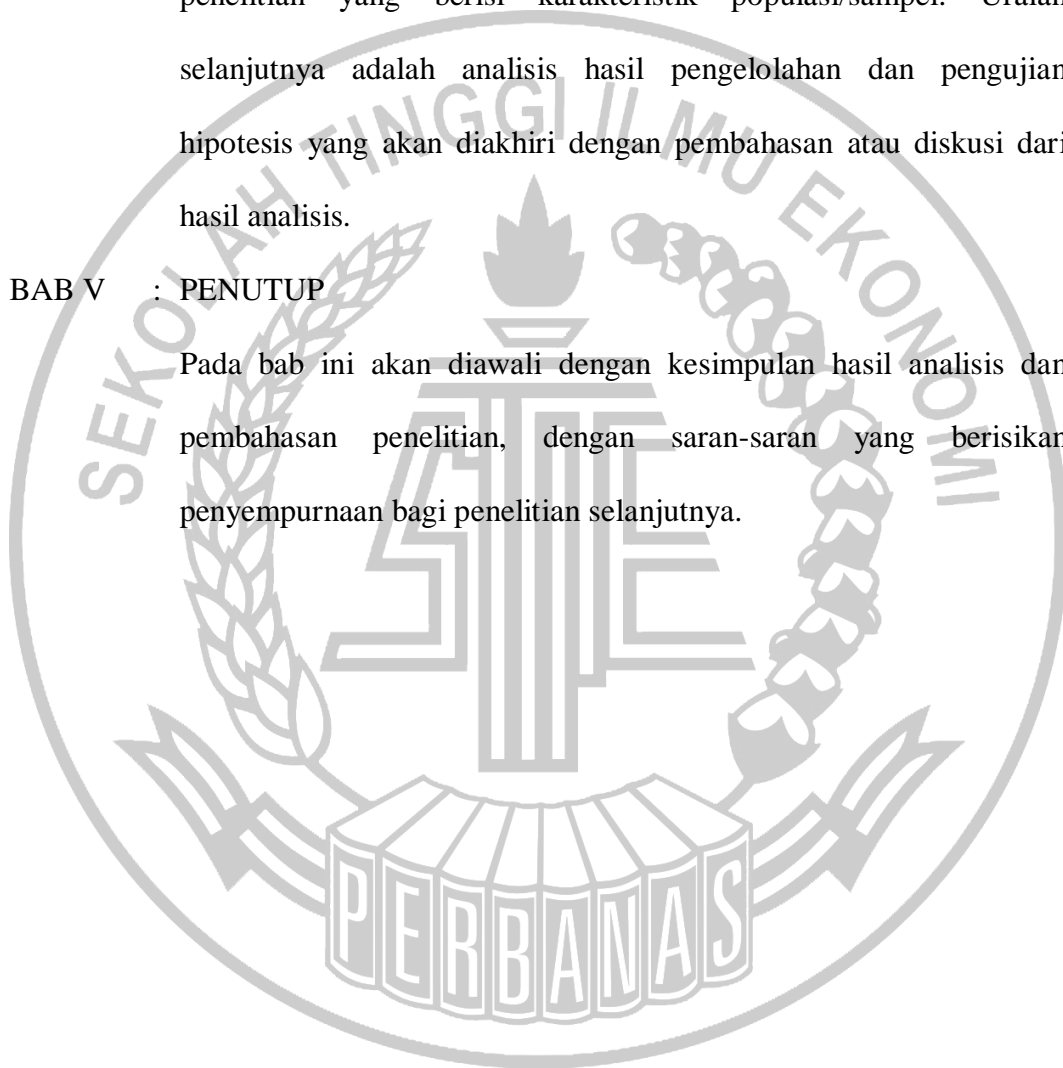 penelitian yang berisi karakteristik populasi/sampel. Uraian
selanjutnya adalah analisis hasil pengelolahan dan pengujian
hipotesis yang akan diakhiri dengan pembahasan atau diskusi dari
hasil analisis.
BAB V : PENUTUP
Pada bab ini akan diawali dengan kesimpulan hasil analisis dan
pembahasan penelitian, dengan saran-saran yang berisikan
penyempurnaan bagi penelitian selanjutnya.
SEKOLAH TINGGI ILMU EKONOMI
STIE
PERBANAS